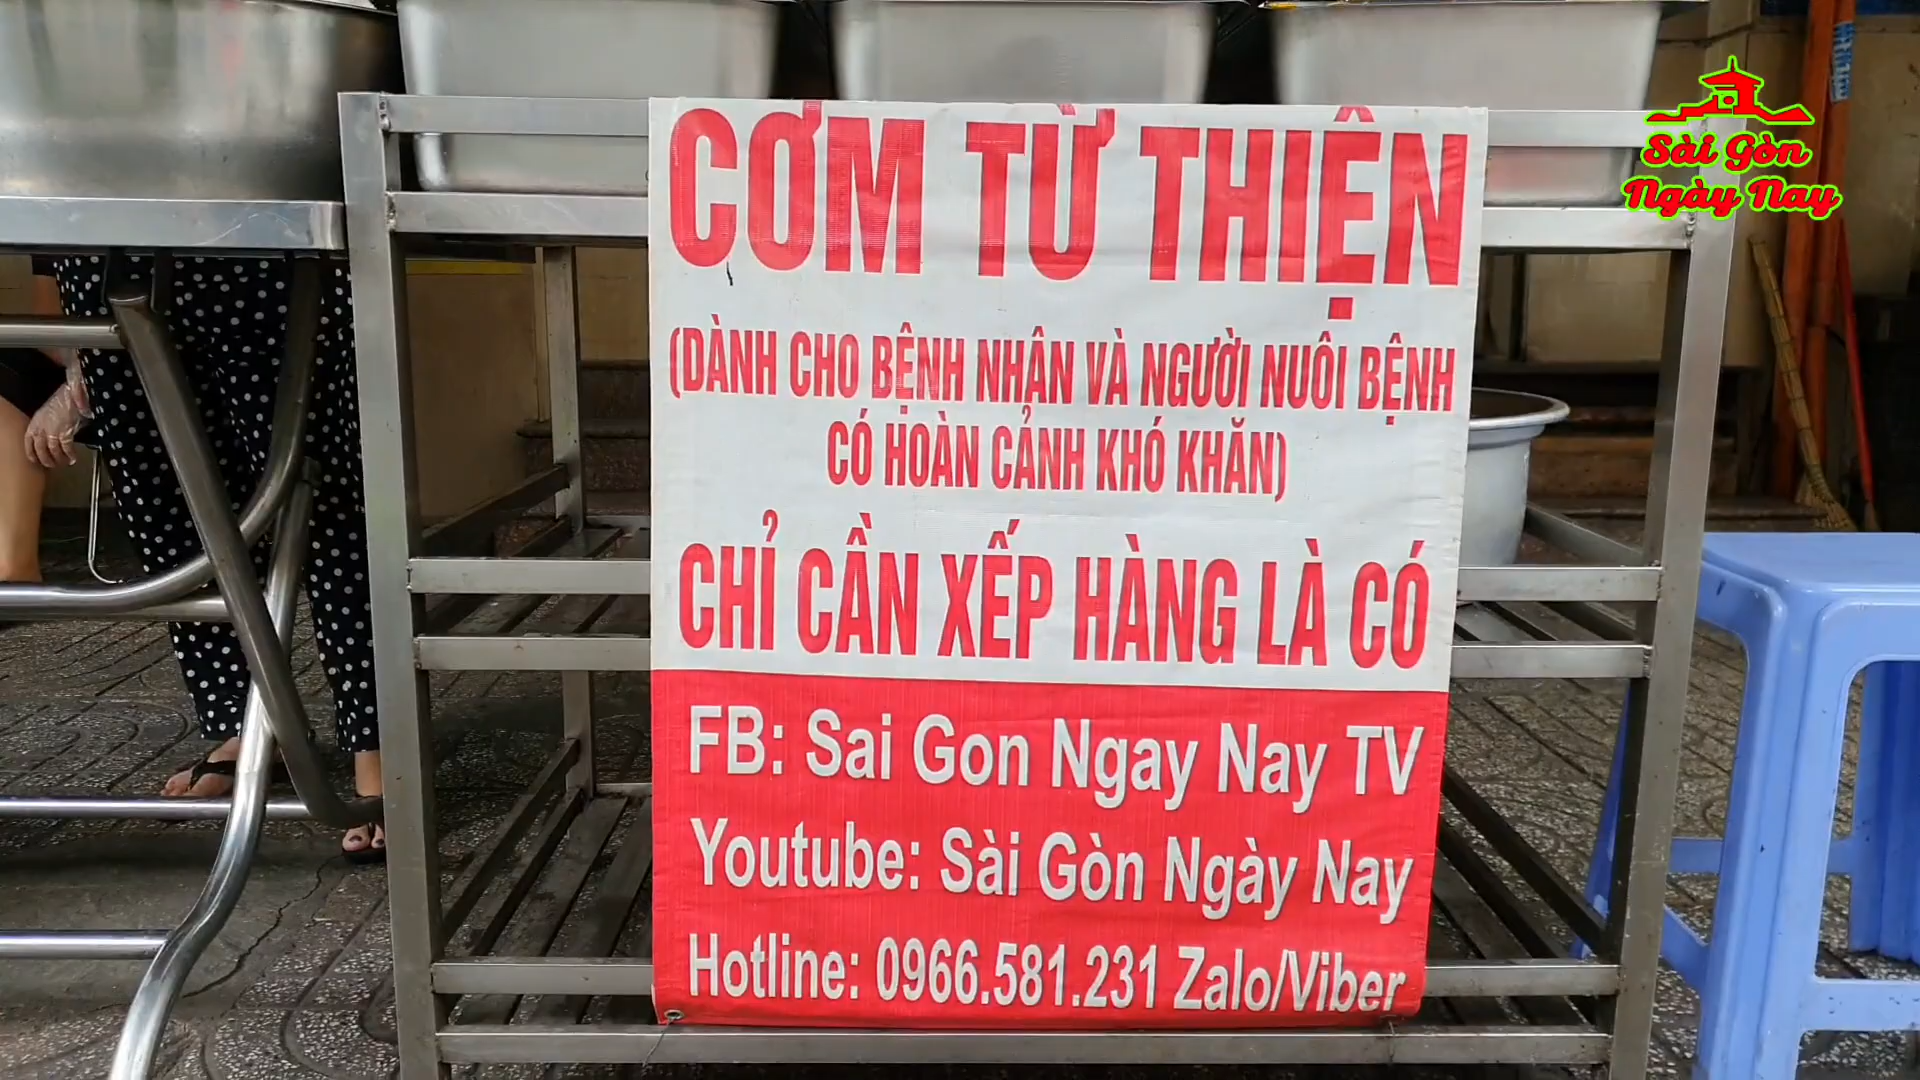 CƠM TỪ THIỆN
(DÀNH CHO BỆNH NHÂN VÀ NGƯỜI NUÔI BỆNH
CÓ HOÀN CẢNH KHÓ KHĂN)
CHỈ CẦN XẾP HÀNG LÀ CÓ
FB: Sai Gon Ngay Nay TV
Youtube: Sài Gòn Ngày Nay
Hotline: 0966.581.231 Zalo/Viber
Sài Gòn
Ngày Nay